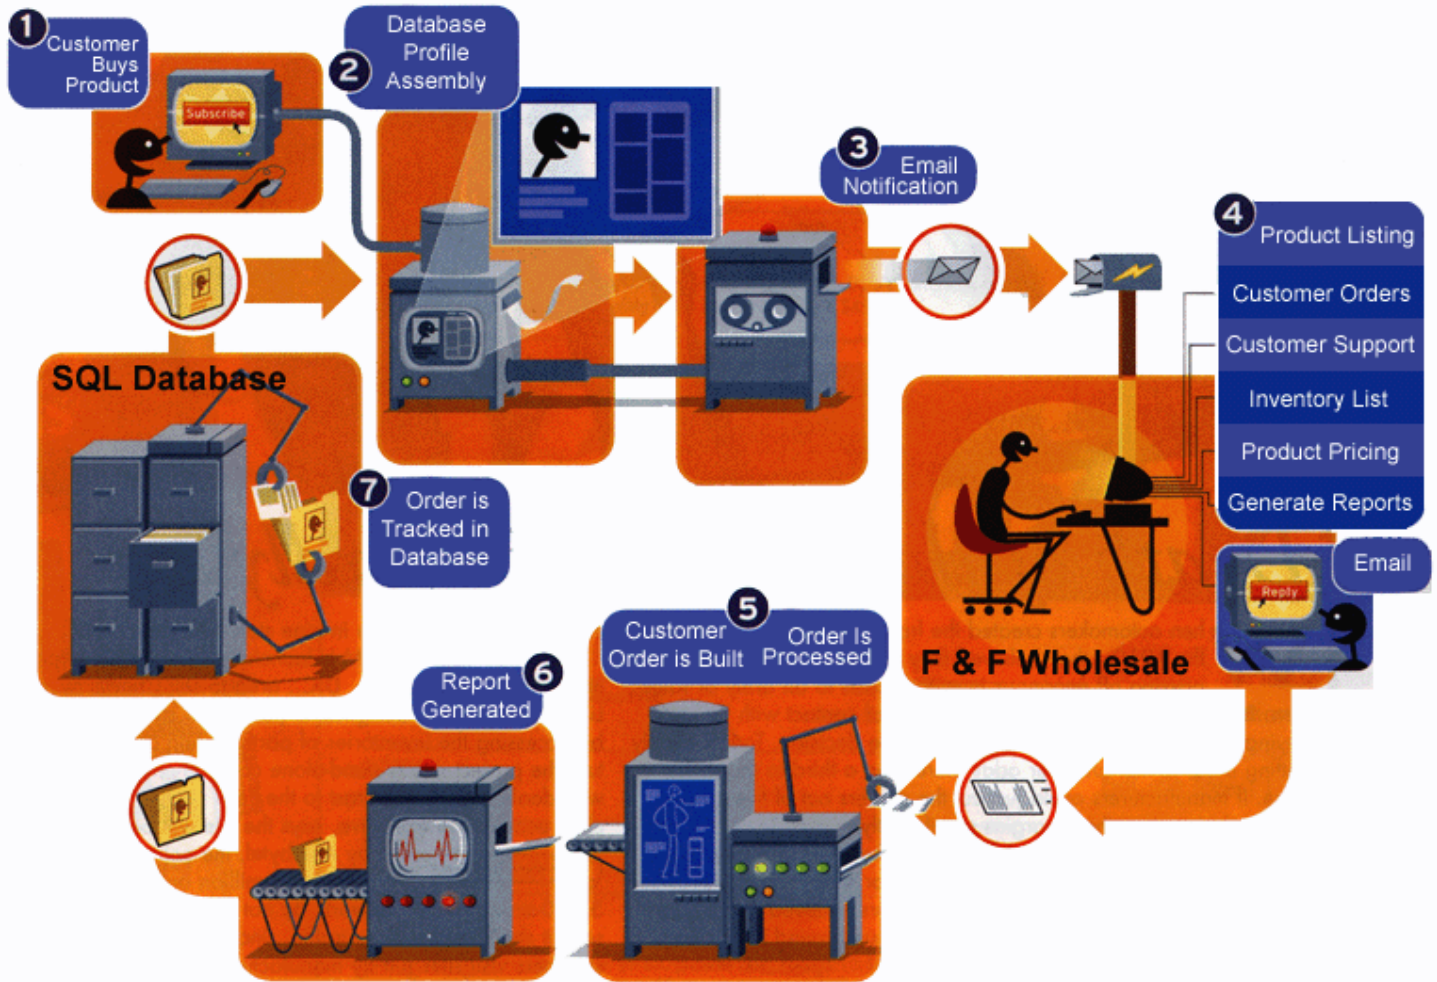 1
Customer
Buys
Product
Subscribe
2
Database
Profile
Assembly
3
Email
Notification
4
Product Listing
Customer Orders
Customer Support
Inventory List
Product Pricing
Generate Reports
Email
Reply
F & F Wholesale
5
Customer
Order is Built
Order Is
Processed
6
Report
Generated
7
Order is
Tracked in
Database
SQL Database